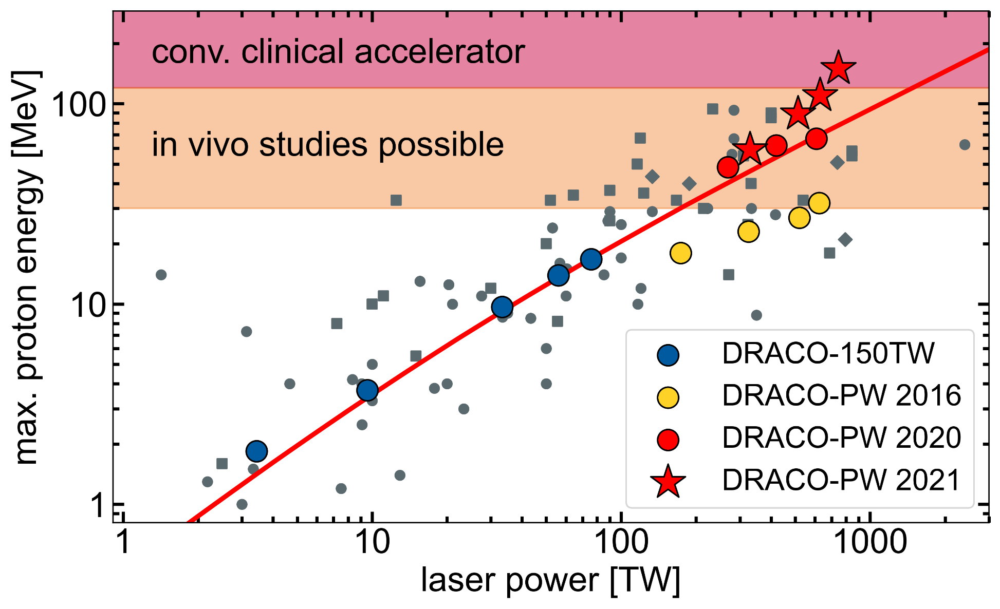 conv. clinical accelerator
in vivo studies possible
max. proton energy [MeV]
100
10
1
1
10
100
1000
laser power [TW]
DRACO-150TW
DRACO-PW 2016
DRACO-PW 2020
DRACO-PW 2021